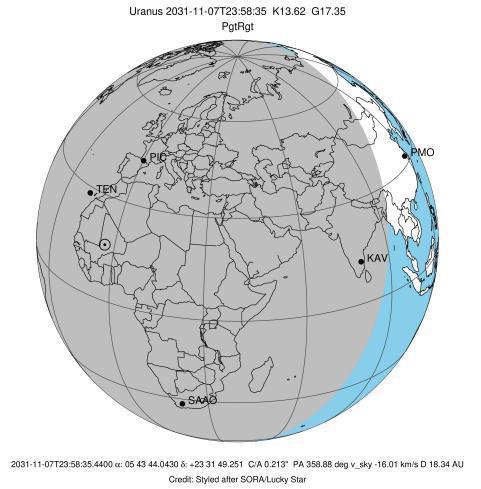 Uranus 2031-11-07T23:58:35 K13.62 G17.35
PgtRgt
PMO
PIC
TEN
KAV
SAAO
2031-11-07T23:58:35.4400 α: 05 43 44.0430 δ: +23 31 49.251 C/A 0.213" PA 358.88 deg v_sky -16.01 km/s D 18.34 AU
Credit: Styled after SORA/Lucky Star